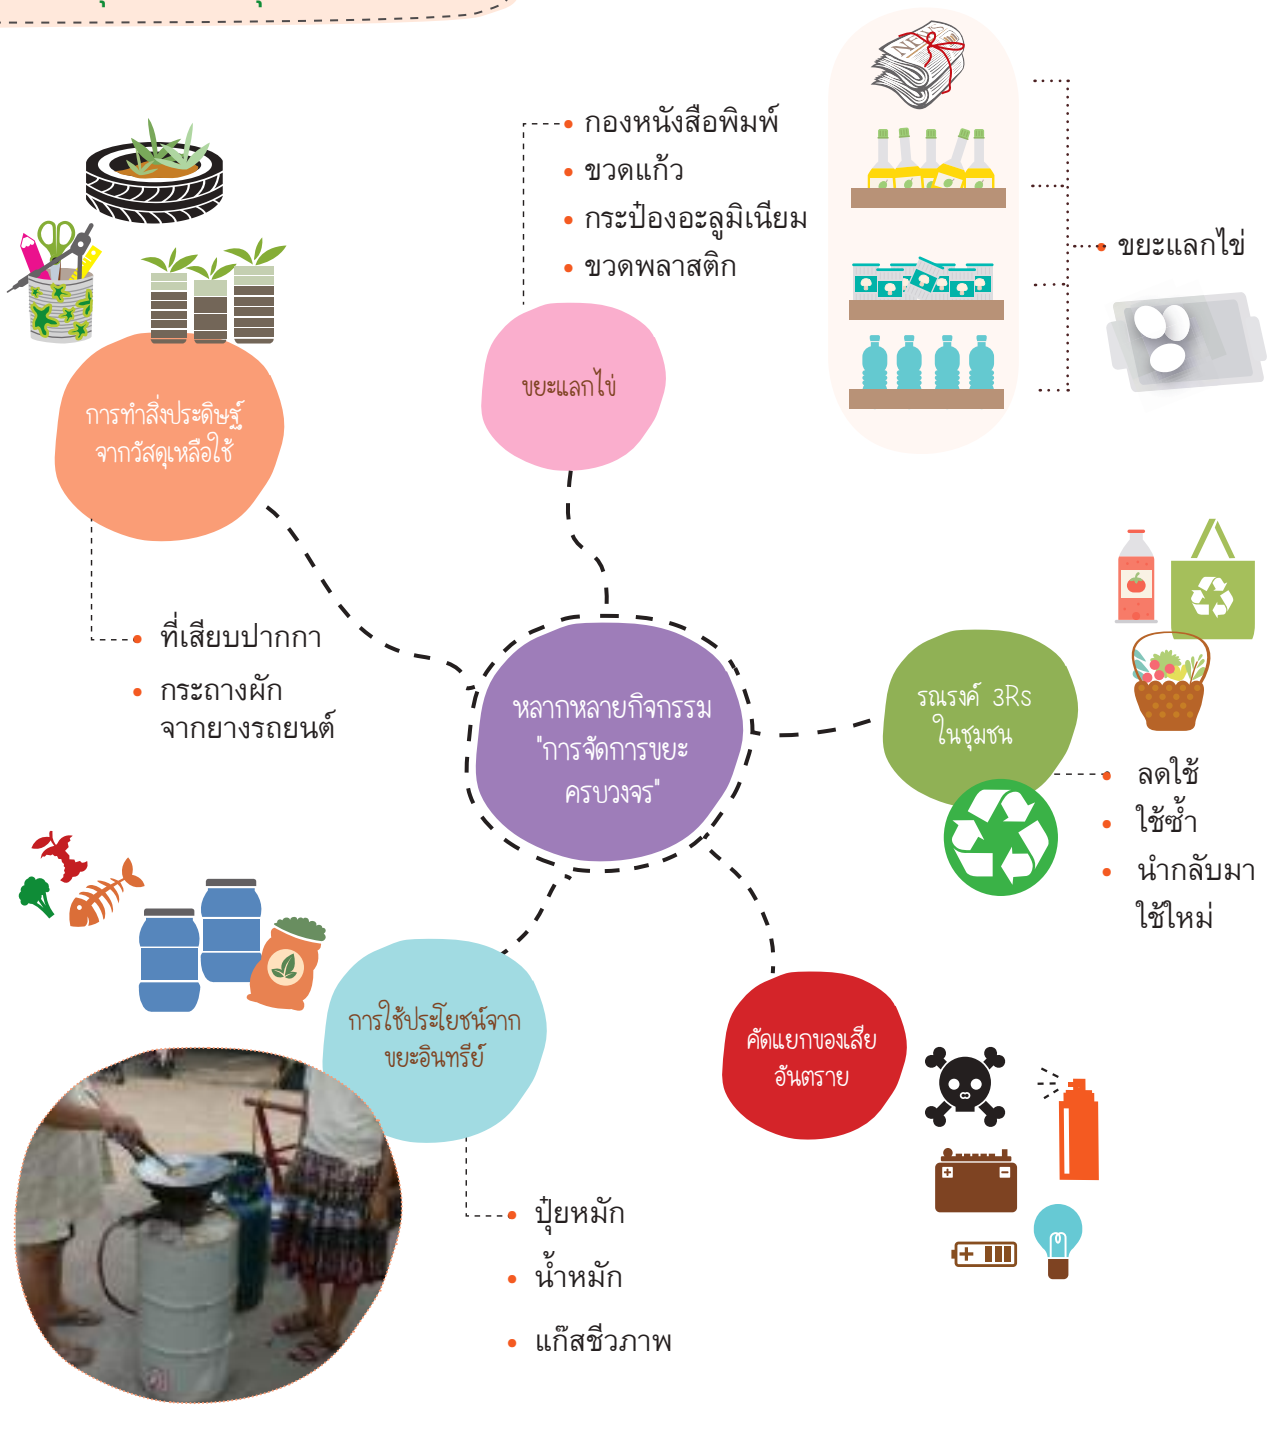 กองหนังสือพิมพ์
ขวดแก้ว
กระป๋องอะลูมิเนียม
ขวดพลาสติก
ขยะแลกไข่
NEWS
ขยะแลกไข่
การทำสิ่งประดิษฐ์
จากวัสดุเหลือใช้
ที่เสียบปากกา
กระถางผัก
จากยางรถยนต์
หลากหลายกิจกรรม
"การจัดการขยะ
ครบวงจร"
รณรงค์ 3Rs
ในชุมชน
ลดใช้
ใช้ซ้ำ
นำกลับมา
ใช้ใหม่
การใช้ประโยชน์จาก
ขยะอินทรีย์
คัดแยกของเสีย
อันตราย
ปุ๋ยหมัก
น้ำหมัก
แก๊สชีวภาพ